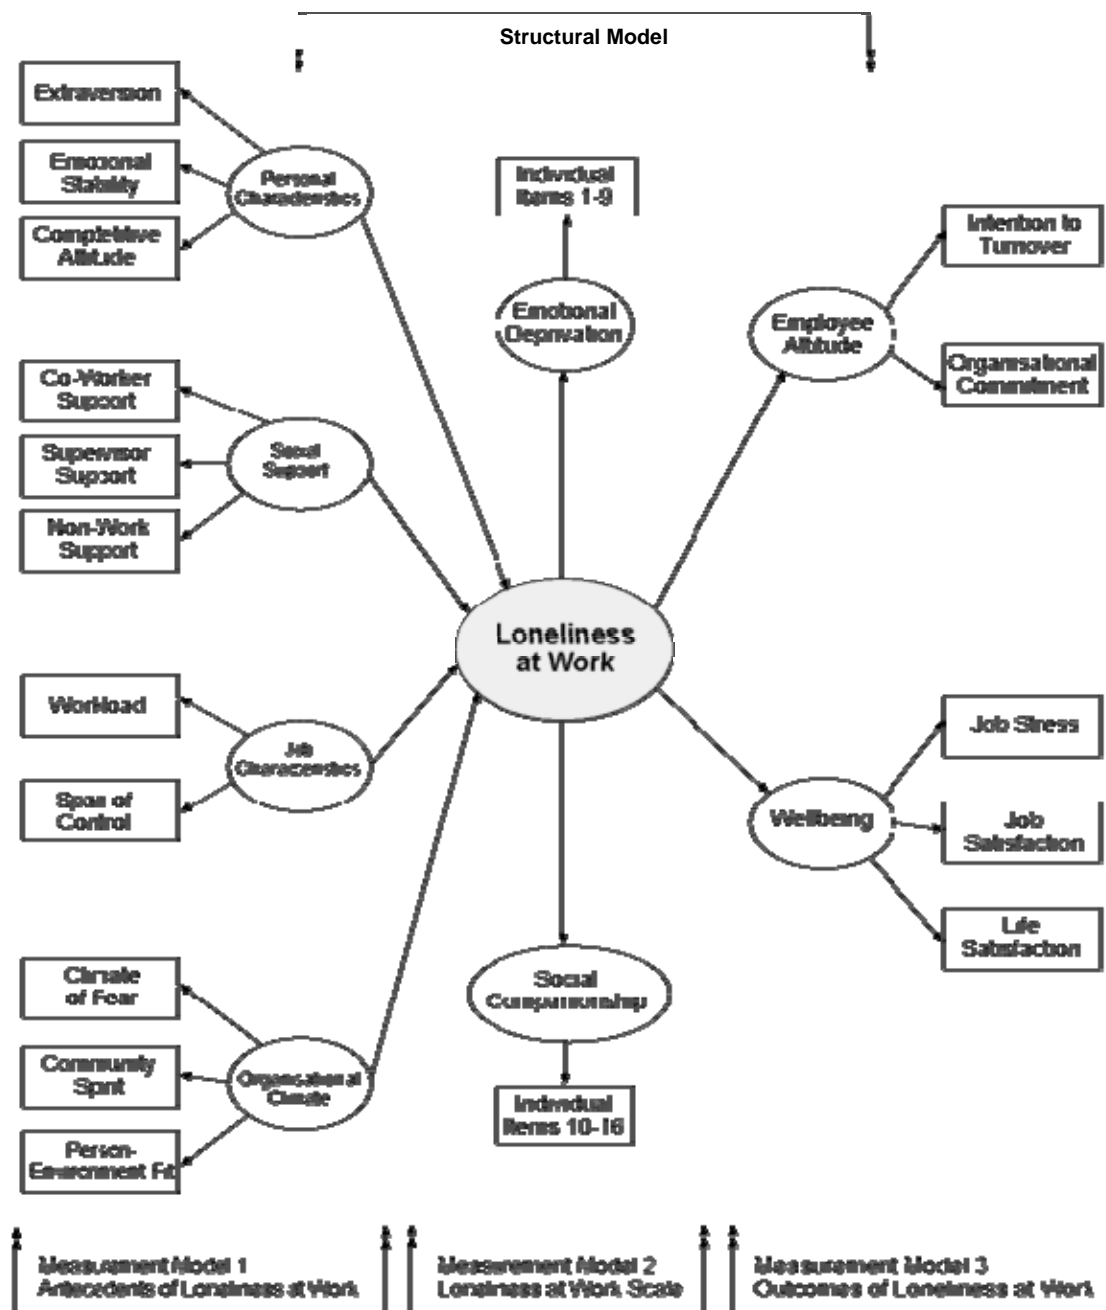 Structural Model
Extraversion
Emotional
Stability
Competitive
Attitude
Personal
Characteristics
Co-Worker
Support
Supervisor
Support
Non-Work
Support
Social
Support
Workload
Span of
Control
Job
Characteristics
Climate
of Fear
Community
Spirit
Person-
Environment Fit
Organisational
Climate
Individual
Items 1-9
Emotional
Deprivation
Loneliness
at Work
Social
Companionship
Individual
Items 10-16
Employee
Attitude
Intention to
Turnover
Organisational
Commitment
Wellbeing
Job Stress
Job
Satisfaction
Life
Satisfaction
Measurement Model 1
Antecedents of Loneliness at Work
Measurement Model 2
Loneliness at Work Scale
Measurement Model 3
Outcomes of Loneliness at Work